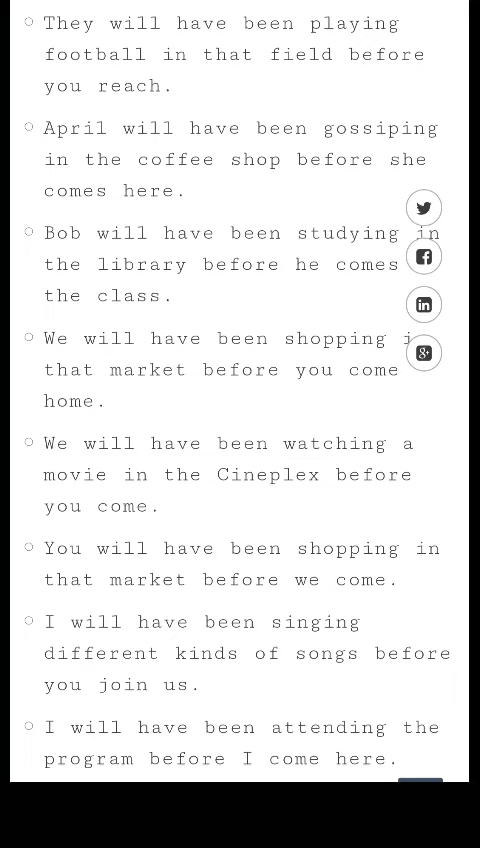 They will have been playing
football in that field before
you reach.
April will have been gossiping
in the coffee shop before she
comes here.
Bob will have been studying in
the library before he comes
the class.
We will have been shopping
that market before you come
home.
We will have been watching a
movie in the Cineplex before
you come.
You will have been shopping in
that market before we come.
I will have been singing
different kinds of songs before
you join us.
I will have been attending the
program before I come here.